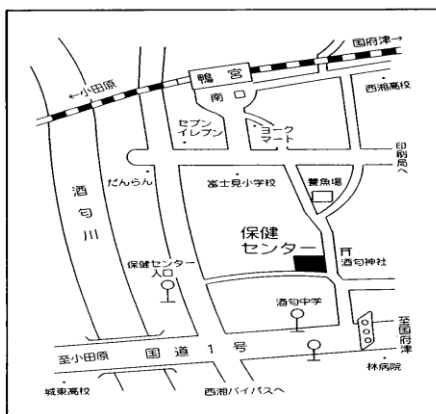 国府津→
←小田原
鴨宮
南
西湘高校
セブン
イレブン
ヨーク
マート
印刷局へ
だんらん
富士見小学校
養魚場
酒匂川
保健
センター
保健センター
入口
酒匂神社
酒匂中学
至国府津
至小田原
国道1号
城東高校
西湘バイパスへ
林病院